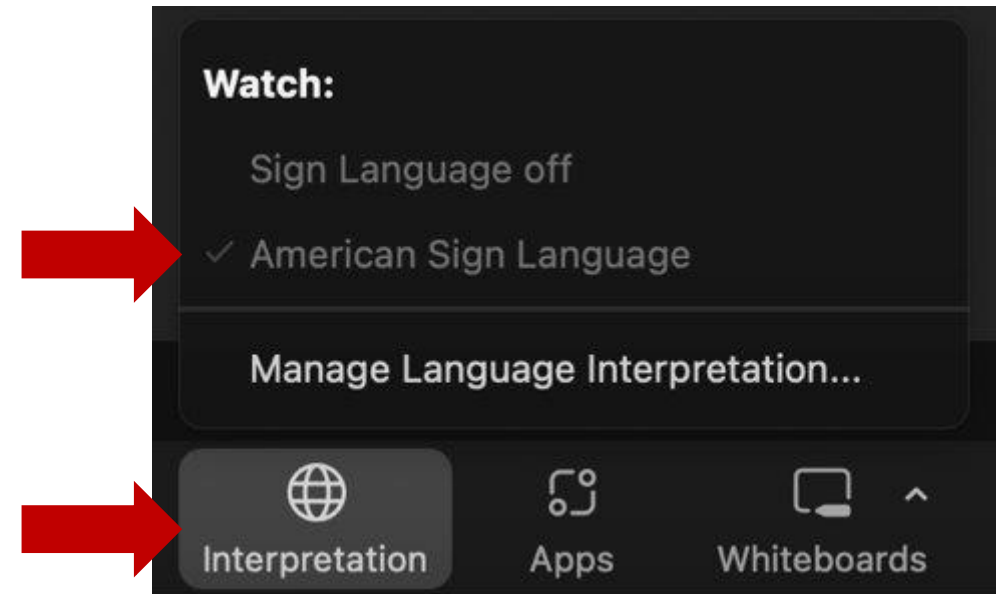 Watch:
Sign Language off
American Sign Language
Manage Language Interpretation...
Interpretation
Apps
Whiteboards